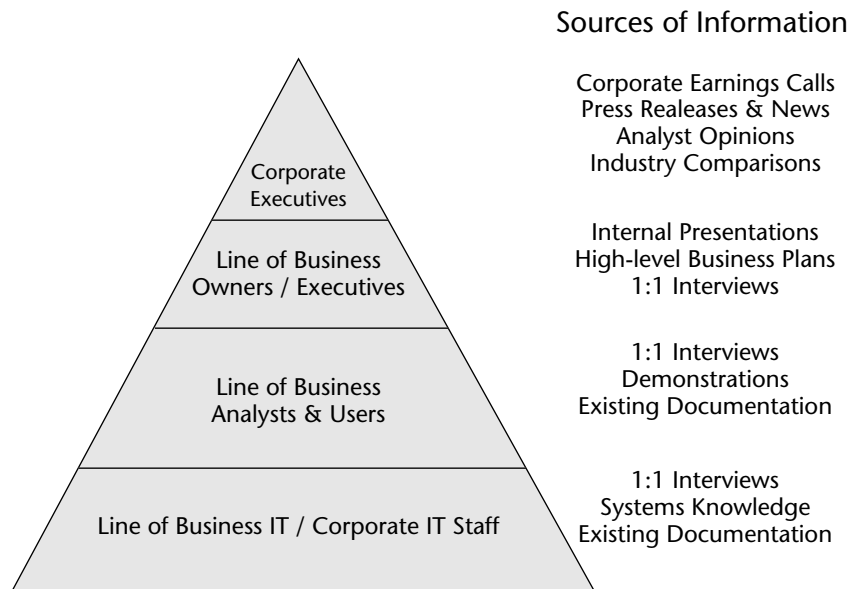 Sources of Information
Corporate Earnings Calls
Press Realeases & News
Analyst Opinions
Industry Comparisons
Corporate
Executives
Internal Presentations
High-level Business Plans
1:1 Interviews
Line of Business
Owners / Executives
1:1 Interviews
Demonstrations
Existing Documentation
Line of Business
Analysts & Users
1:1 Interviews
Systems Knowledge
Existing Documentation
Line of Business IT / Corporate IT Staff